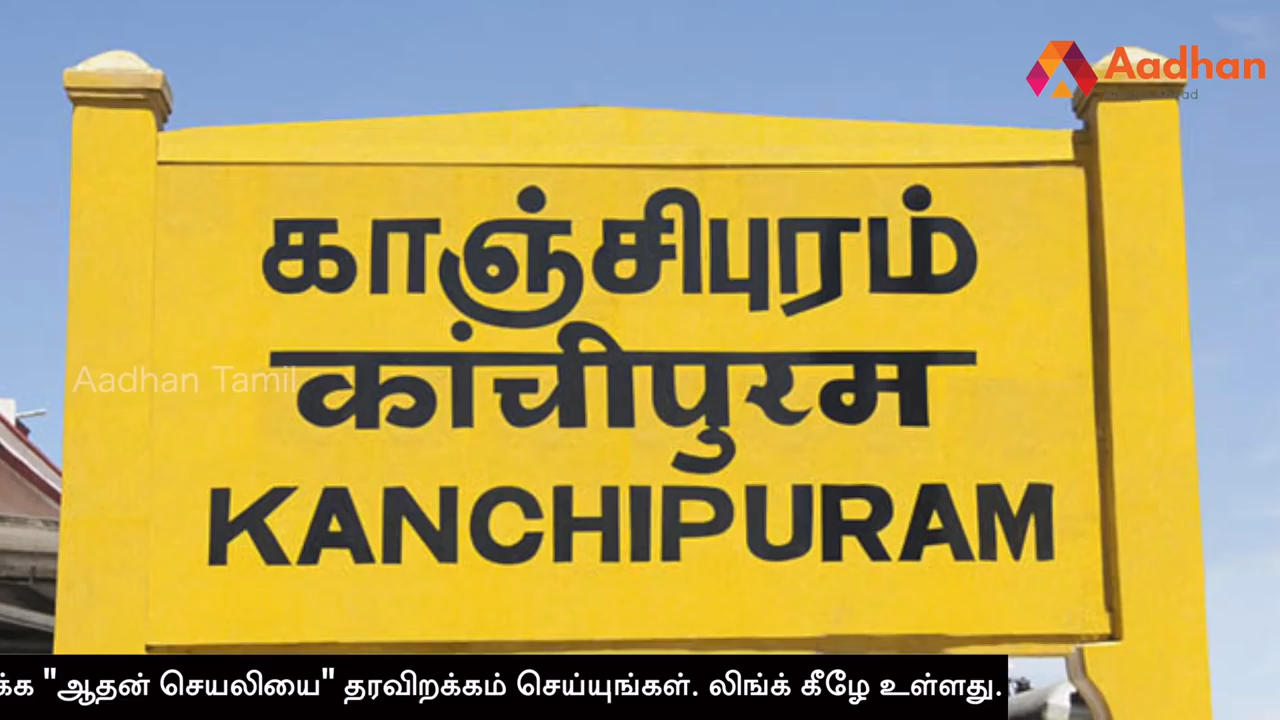 Aadhan
காஞ்சிபுரம்
कांचीपुरम
Aadhan Tamil
KANCHIPURAM
"ஆதன் செயலியை" தரவிறக்கம் செய்யுங்கள். லிங்க் கீழே உள்ளது.